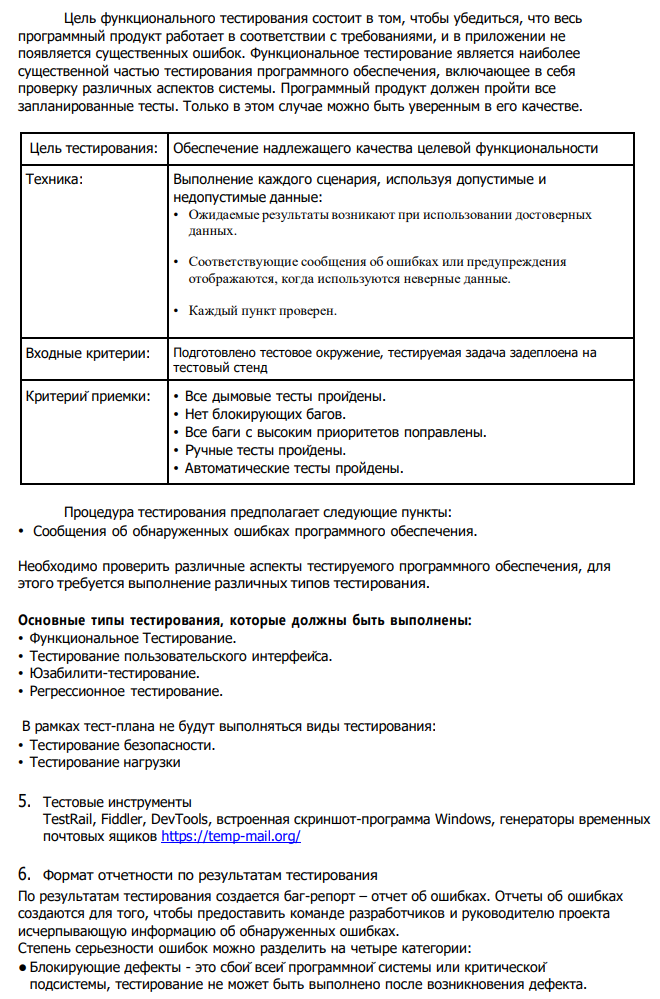 Цель функционального тестирования состоит в том, чтобы убедиться, что весь
программный продукт работает в соответствии с требованиями, и в приложении не
появляется существенных ошибок. Функциональное тестирование является наиболее
существенной частью тестирования программного обеспечения, включающее в себя
проверку различных аспектов системы. Программный продукт должен пройти все
запланированные тесты. Только в этом случае можно быть уверенным в его качестве.
Цель тестирования: Обеспечение надлежащего качества целевой функциональности
Техника: Выполнение каждого сценария, используя допустимые и
недопустимые данные:
• Ожидаемые результаты возникают при использовании достоверных
данных.
• Соответствующие сообщения об ошибках или предупреждения
отображаются, когда используются неверные данные.
• Каждый пункт проверен.
Входные критерии: Подготовлено тестовое окружение, тестируемая задача задеплоена на
тестовый стенд
Критерий приемки: • Все дымовые тесты пройдены.
• Нет блокирующих багов.
• Все баги с высоким приоритетов поправлены.
• Ручные тесты пройдены.
• Автоматические тесты пройдены.
Процедура тестирования предполагает следующие пункты:
• Сообщения об обнаруженных ошибках программного обеспечения.
Необходимо проверить различные аспекты тестируемого программного обеспечения, для
этого требуется выполнение различных типов тестирования.
Основные типы тестирования, которые должны быть выполнены:
• Функциональное Тестирование.
• Тестирование пользовательского интерфейса.
• Юзабилити-тестирование.
• Регрессионное тестирование.
В рамках тест-плана не будут выполняться виды тестирования:
• Тестирование безопасности.
• Тестирование нагрузки
5. Тестовые инструменты
TestRail, Fiddler, DevTools, встроенная скриншот-программа Windows, генераторы временных
почтовых ящиков https://temp-mail.org/
6. Формат отчетности по результатам тестирования
По результатам тестирования создается баг-репорт – отчет об ошибках. Отчеты об ошибках
создаются для того, чтобы предоставить команде разработчиков и руководителю проекта
исчерпывающую информацию об обнаруженных ошибках.
Степень серьезности ошибок можно разделить на четыре категории:
● Блокирующие дефекты - это сбой всей программной системы или критической
подсистемы, тестирование не может быть выполнено после возникновения дефекта.